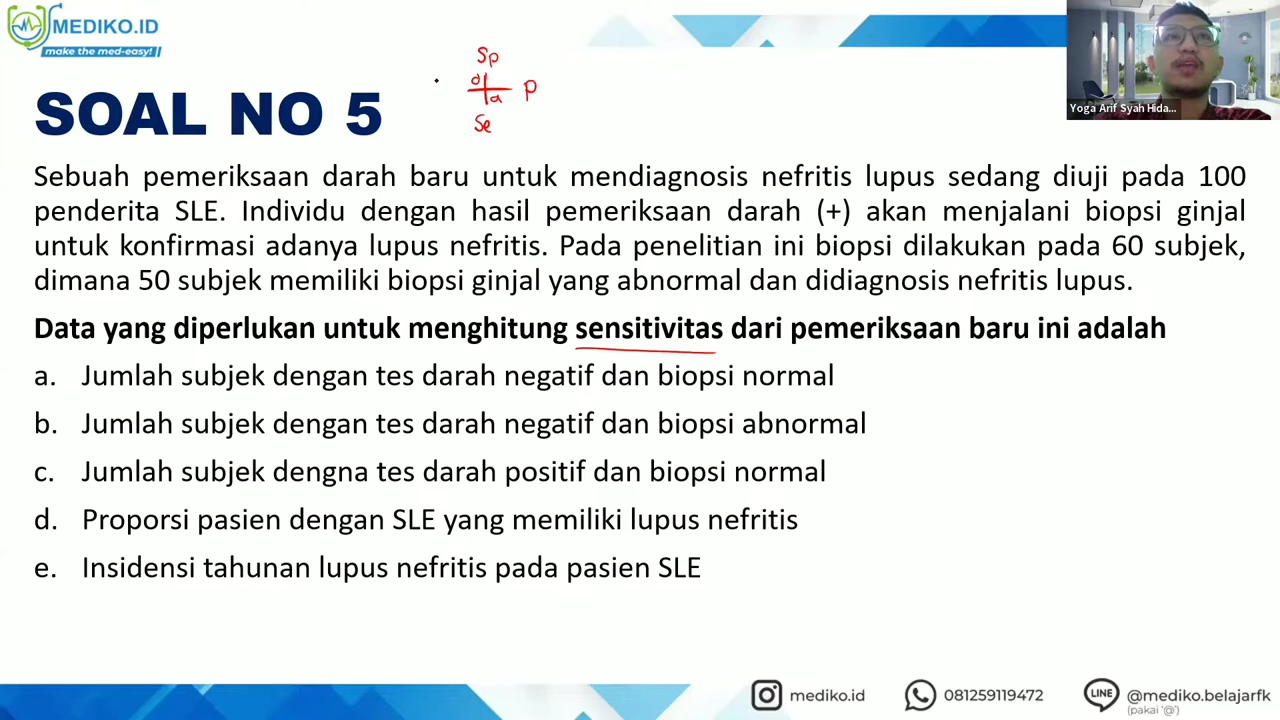 MEDIKO.ID
make the med-easy!
Sp
d
a
P
Se
Yoga Arif Syah Hida...
SOAL NO 5
Sebuah pemeriksaan darah baru untuk mendiagnosis nefritis lupus sedang diuji pada 100
penderita SLE. Individu dengan hasil pemeriksaan darah (+) akan menjalani biopsi ginjal
untuk konfirmasi adanya lupus nefritis. Pada penelitian ini biopsi dilakukan pada 60 subjek,
dimana 50 subjek memiliki biopsi ginjal yang abnormal dan didiagnosis nefritis lupus.
Data yang diperlukan untuk menghitung sensitivitas dari pemeriksaan baru ini adalah
a. Jumlah subjek dengan tes darah negatif dan biopsi normal
b. Jumlah subjek dengan tes darah negatif dan biopsi abnormal
c. Jumlah subjek dengna tes darah positif dan biopsi normal
d. Proporsi pasien dengan SLE yang memiliki lupus nefritis
e. Insidensi tahunan lupus nefritis pada pasien SLE
mediko.id
081259119472
LINE
@mediko.belajarfk
(pakai '@')